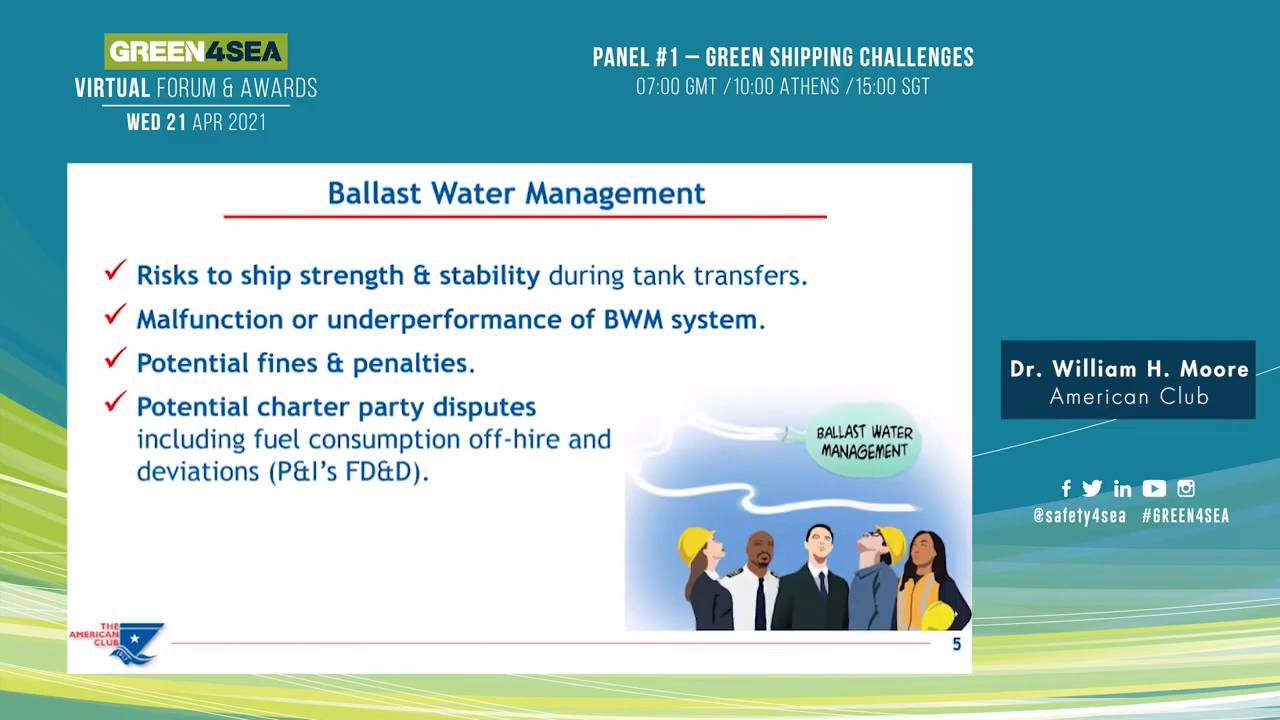 GREEN4SEA
VIRTUAL FORUM & AWARDS
WED 21 APR 2021
PANEL #1 – GREEN SHIPPING CHALLENGES
07:00 GMT /10:00 ATHENS /15:00 SGT
Ballast Water Management
Risks to ship strength & stability during tank transfers.
Malfunction or underperformance of BWM system.
Potential fines & penalties.
Potential charter party disputes
including fuel consumption off-hire and
deviations (P&I's FD&D).
BALLAST WATER
MANAGEMENT
THE
AMERICAN
CLUB
1917
5
Dr. William H. Moore
American Club
@safety4sea #GREEN4SEA